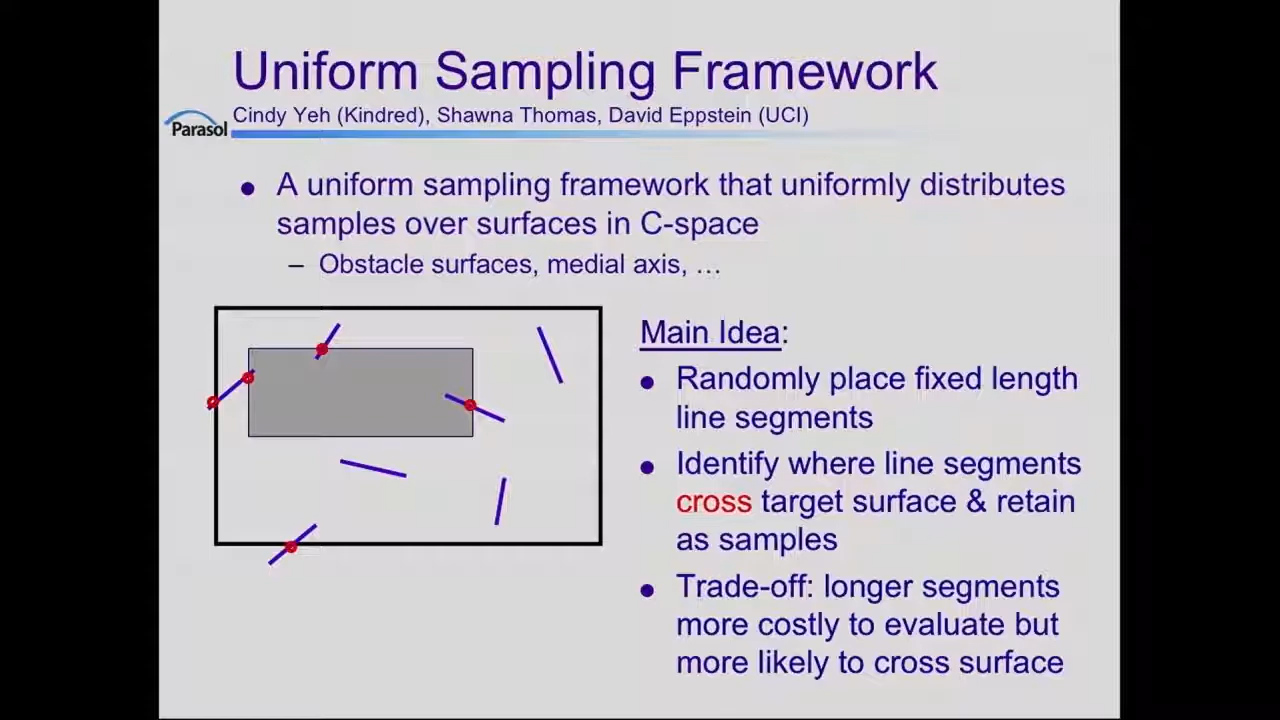 Uniform Sampling Framework
Cindy Yeh (Kindred), Shawna Thomas, David Eppstein (UCI)
Parasol
● A uniform sampling framework that uniformly distributes
samples over surfaces in C-space
– Obstacle surfaces, medial axis, …
Main Idea:
● Randomly place fixed length
line segments
● Identify where line segments
cross target surface & retain
as samples
● Trade-off: longer segments
more costly to evaluate but
more likely to cross surface